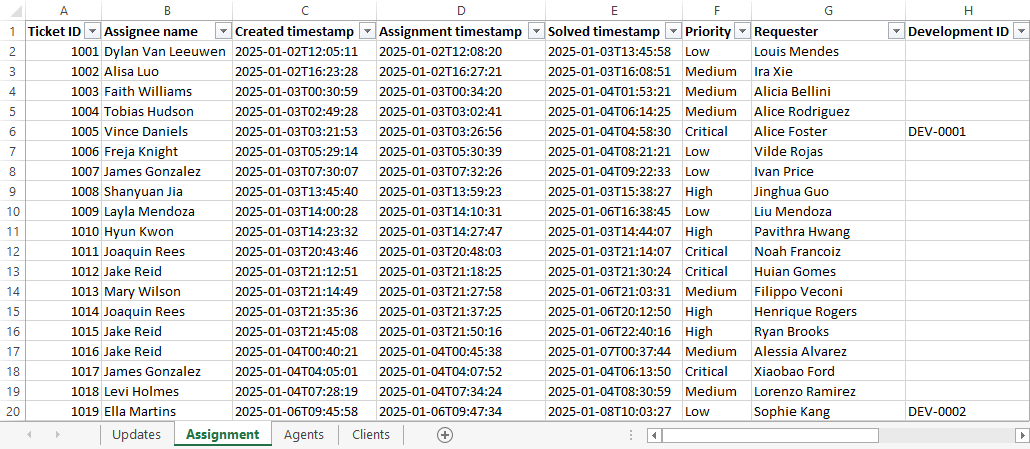 A B C D E F G H
1 Ticket ID Assignee name Created timestamp Assignment timestamp Solved timestamp Priority Requester Development ID
2 1001 Dylan Van Leeuwen 2025-01-02T12:05:11 2025-01-02T12:08:20 2025-01-03T13:45:58 Low Louis Mendes
3 1002 Alisa Luo 2025-01-02T16:23:28 2025-01-02T16:27:21 2025-01-03T16:08:51 Medium Ira Xie
4 1003 Faith Williams 2025-01-03T00:30:59 2025-01-03T00:34:20 2025-01-04T01:53:21 Medium Alicia Bellini
5 1004 Tobias Hudson 2025-01-03T02:49:28 2025-01-03T03:02:41 2025-01-04T06:14:25 Medium Alice Rodriguez
6 1005 Vince Daniels 2025-01-03T03:21:53 2025-01-03T03:26:56 2025-01-04T04:58:30 Critical Alice Foster DEV-0001
7 1006 Freja Knight 2025-01-03T05:29:14 2025-01-03T05:30:39 2025-01-04T08:21:21 Low Vilde Rojas
8 1007 James Gonzalez 2025-01-03T07:30:07 2025-01-03T07:32:26 2025-01-04T09:22:33 Low Ivan Price
9 1008 Shanyuan Jia 2025-01-03T13:45:40 2025-01-03T13:59:23 2025-01-03T15:38:27 High Jinghua Guo
10 1009 Layla Mendoza 2025-01-03T14:00:28 2025-01-03T14:10:31 2025-01-06T16:38:45 Low Liu Mendoza
11 1010 Hyun Kwon 2025-01-03T14:23:32 2025-01-03T14:27:47 2025-01-03T14:44:07 High Pavithra Hwang
12 1011 Joaquin Rees 2025-01-03T20:43:46 2025-01-03T20:48:03 2025-01-03T21:14:07 Critical Noah Francoiz
13 1012 Jake Reid 2025-01-03T21:12:51 2025-01-03T21:18:25 2025-01-03T21:30:24 Critical Huian Gomes
14 1013 Mary Wilson 2025-01-03T21:14:49 2025-01-03T21:27:58 2025-01-06T21:03:31 Medium Filippo Veconi
15 1014 Joaquin Rees 2025-01-03T21:35:36 2025-01-03T21:37:25 2025-01-06T20:12:50 High Henrique Rogers
16 1015 Jake Reid 2025-01-03T21:45:08 2025-01-03T21:50:16 2025-01-06T22:40:16 High Ryan Brooks
17 1016 Jake Reid 2025-01-04T00:40:21 2025-01-04T00:45:38 2025-01-07T00:37:44 Medium Alessia Alvarez
18 1017 James Gonzalez 2025-01-04T04:05:01 2025-01-04T04:07:52 2025-01-04T06:13:50 Critical Xiaobao Ford
19 1018 Levi Holmes 2025-01-04T07:28:19 2025-01-04T07:34:24 2025-01-04T08:30:59 Medium Lorenzo Ramirez
20 1019 Ella Martins 2025-01-06T09:45:58 2025-01-06T09:47:34 2025-01-08T10:03:27 Low Sophie Kang DEV-0002
Updates Assignment Agents Clients